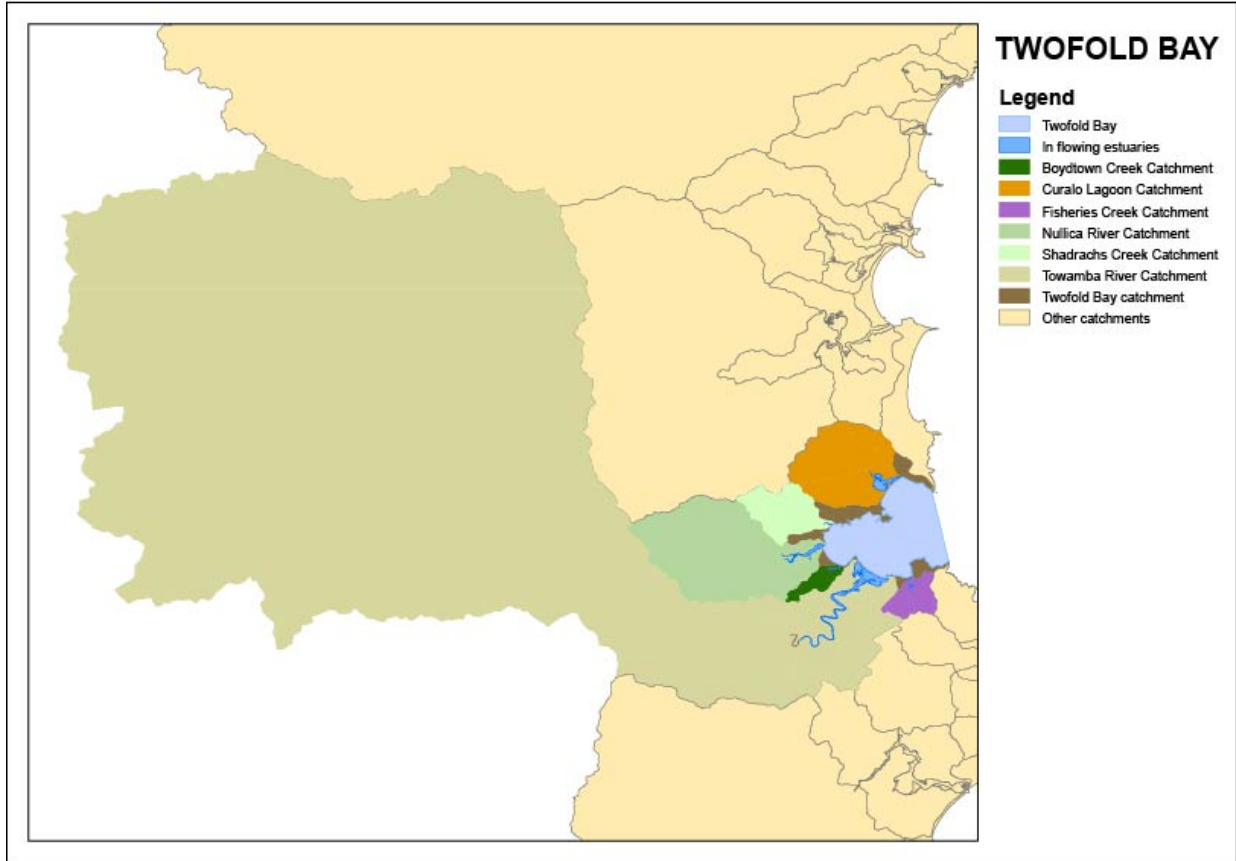 TWOFOLD BAY
Legend
Twofold Bay
In flowing estuaries
Boydtown Creek Catchment
Curalo Lagoon Catchment
Fisheries Creek Catchment
Nullica River Catchment
Shadrachs Creek Catchment
Towamba River Catchment
Twofold Bay catchment
Other catchments